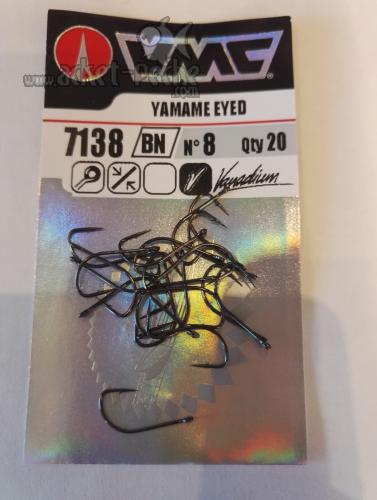 VMC
YAMAME EYED
7138 BN N° 8 Qty 20
Vanadium